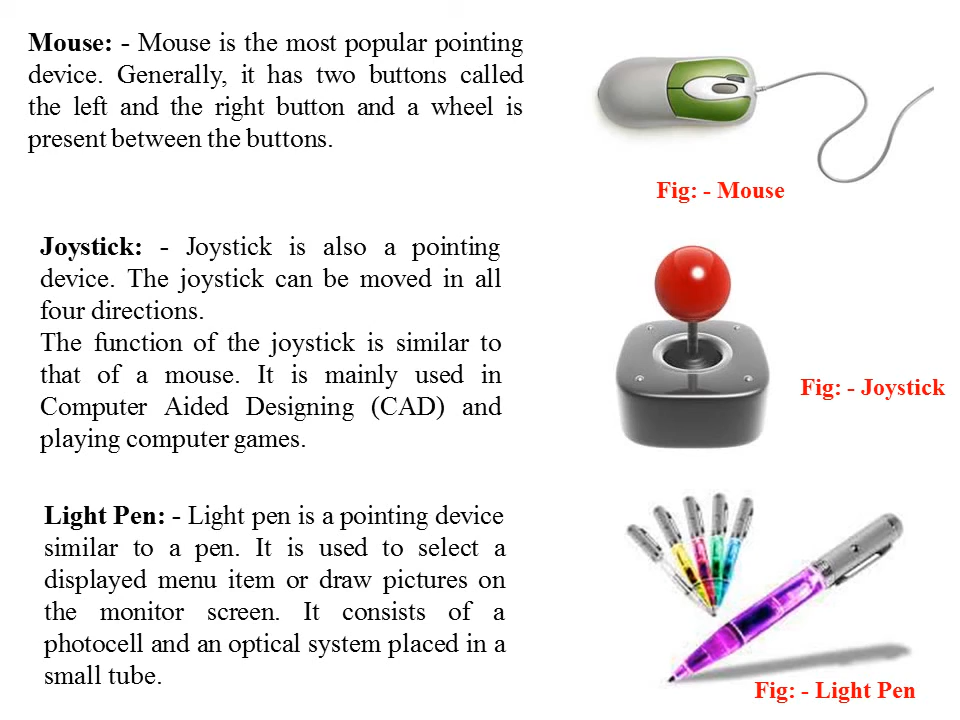 Mouse: - Mouse is the most popular pointing
device. Generally, it has two buttons called
the left and the right button and a wheel is
present between the buttons.
Fig: - Mouse
Joystick: - Joystick is also a pointing
device. The joystick can be moved in all
four directions.
The function of the joystick is similar to
that of a mouse. It is mainly used in
Computer Aided Designing (CAD) and
playing computer games.
Fig: - Joystick
Light Pen: - Light pen is a pointing device
similar to a pen. It is used to select a
displayed menu item or draw pictures on
the monitor screen. It consists of a
photocell and an optical system placed in a
small tube.
Fig: - Light Pen